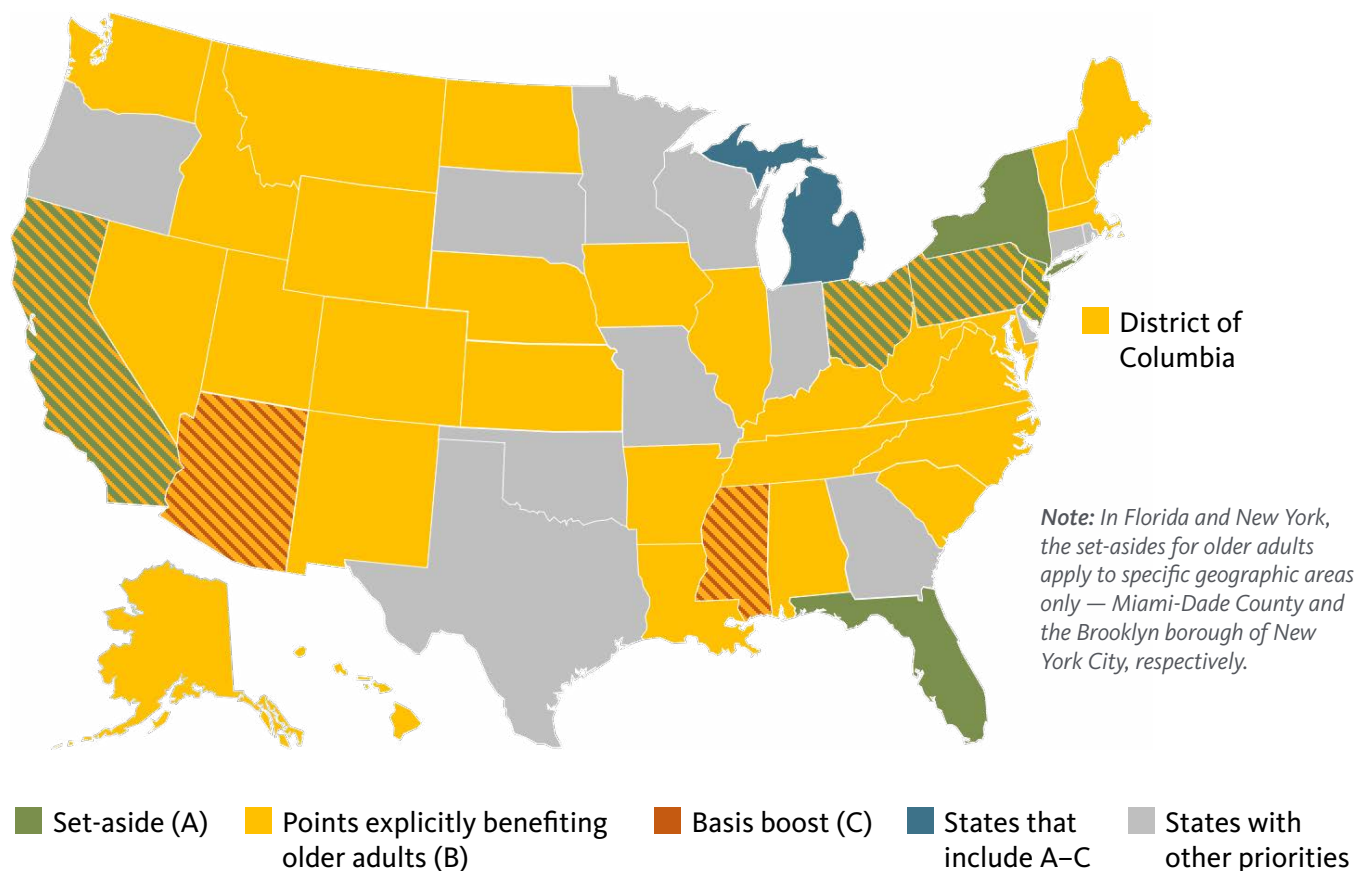 District of
Columbia
Note: In Florida and New York,
the set-asides for older adults
apply to specific geographic areas
only — Miami-Dade County and
the Brooklyn borough of New
York City, respectively.
Set-aside (A)
Points explicitly benefiting
older adults (B)
Basis boost (C)
States that
include A–C
States with
other priorities